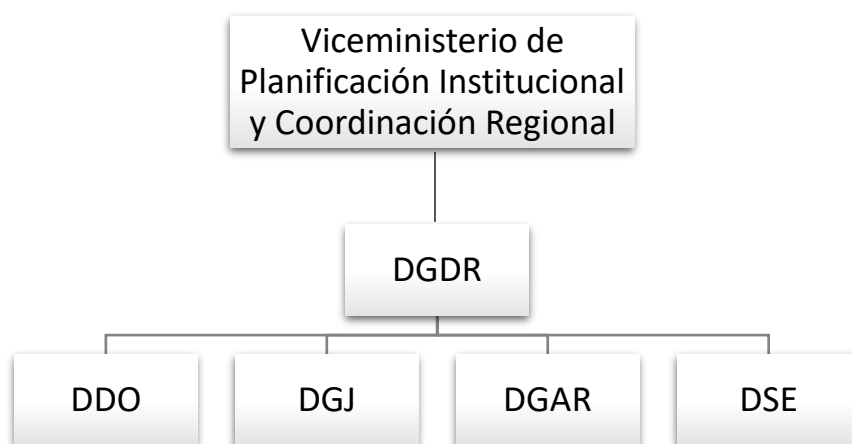 Viceministerio de
Planificación Institucional
y Coordinación Regional
DGDR
DDO
DGJ
DGAR
DSE